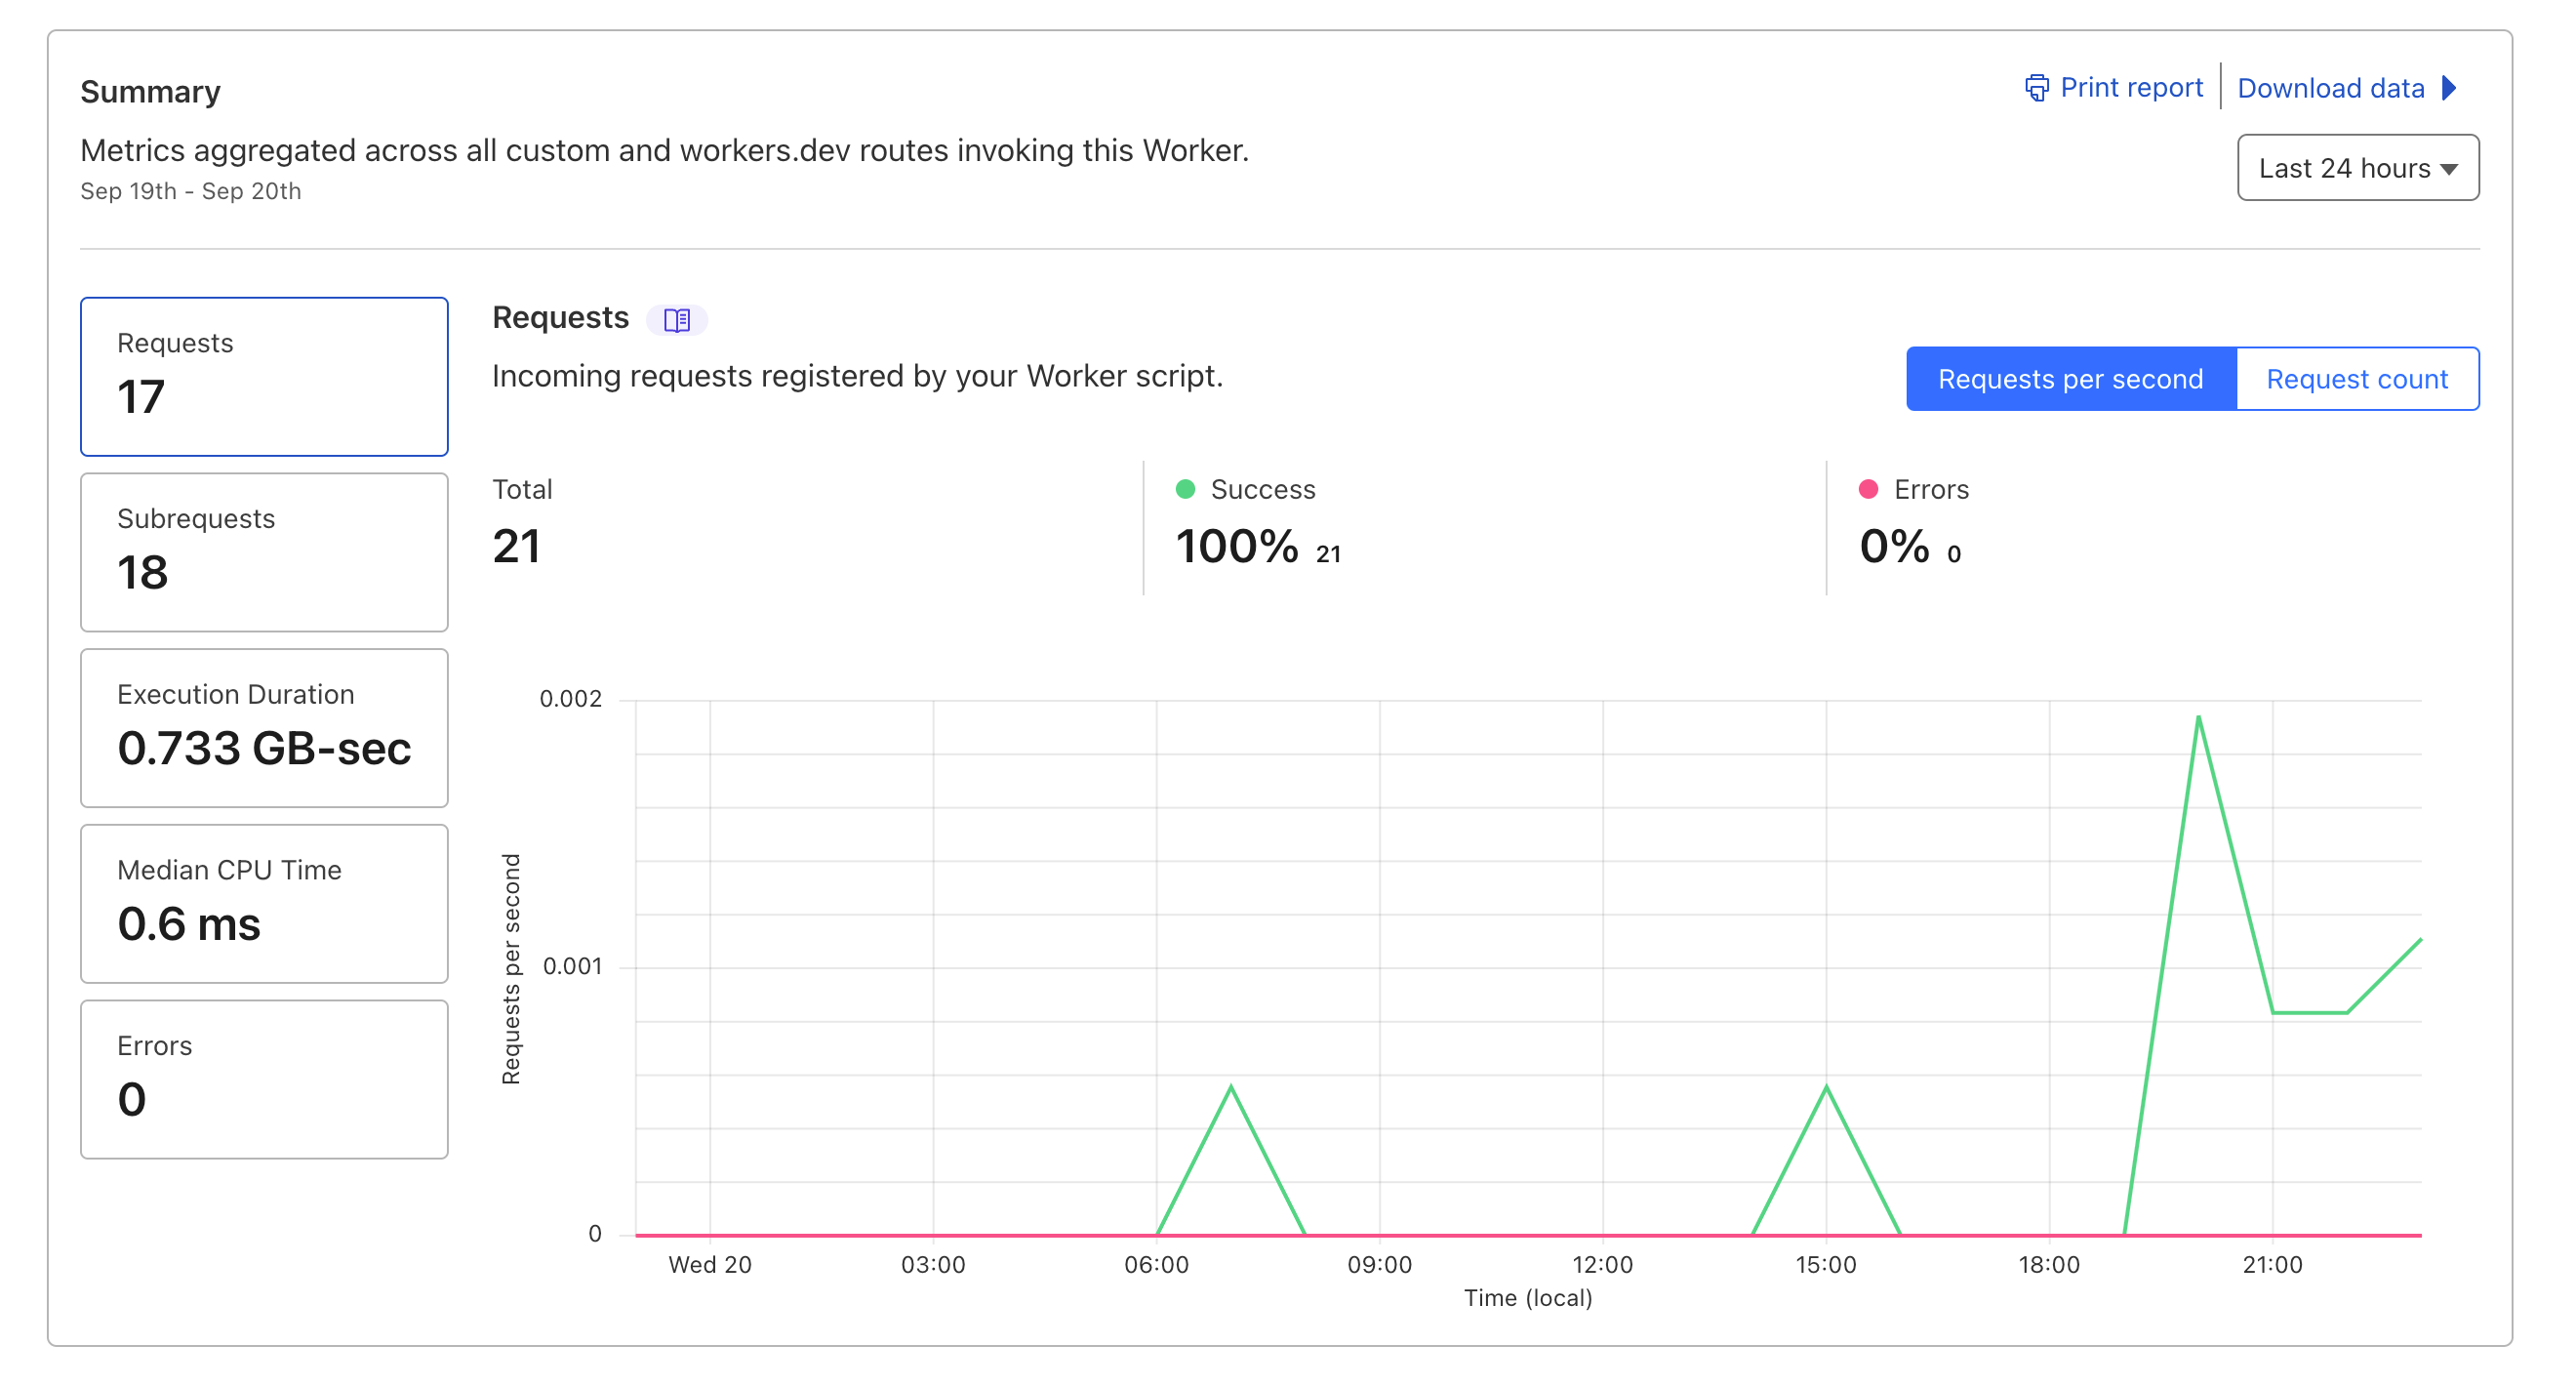 Summary
Print report
Download data
Metrics aggregated across all custom and workers.dev routes invoking this Worker.
Sep 19th - Sep 20th
Last 24 hours
Requests
17
Subrequests
18
Execution Duration
0.733 GB-sec
Median CPU Time
0.6 ms
Errors
0
Requests
Incoming requests registered by your Worker script.
Requests per second
Request count
Total
21
Success
100% 21
Errors
0% 0
Requests per second
0.002
0.001
0
Wed 20
03:00
06:00
09:00
12:00
15:00
18:00
21:00
Time (local)